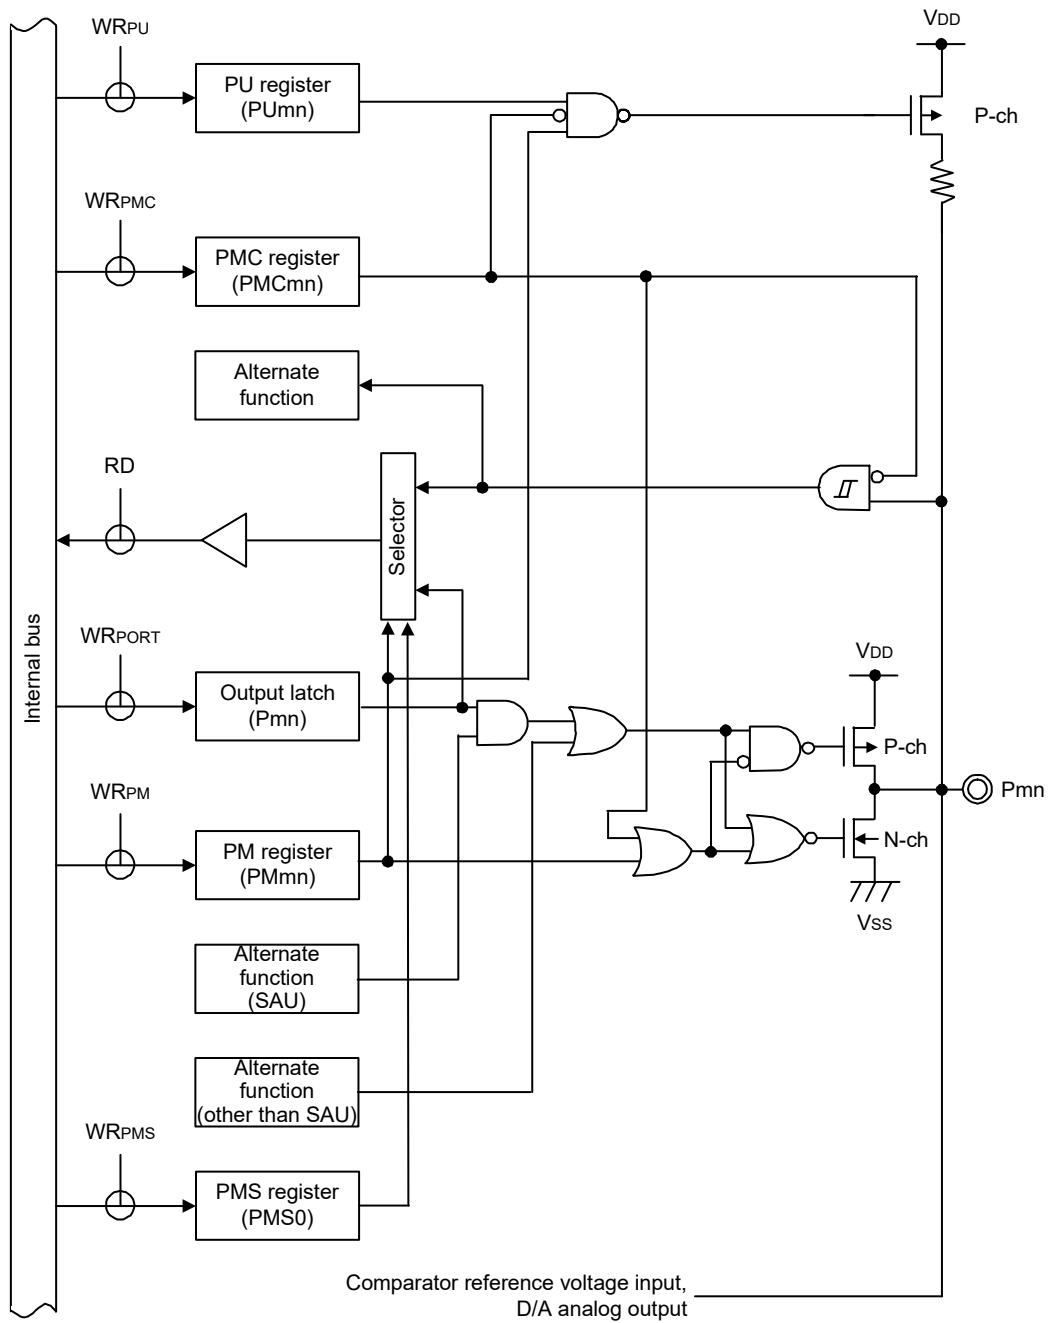 WRPU
PU register
(PUmn)
VDD
P-ch
WRPMC
PMC register
(PMCmn)
Alternate
function
RD
Selector
Internal bus
WRPORT
Output latch
(Pmn)
VDD
P-ch
Pmn
WRPM
PM register
(PMmn)
N-ch
VSS
Alternate
function
(SAU)
Alternate
function
(other than SAU)
WRPMS
PMS register
(PMS0)
Comparator reference voltage input,
D/A analog output